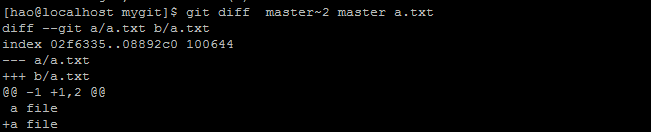 [hao@localhost mygit]$ git diff  master~2 master a.txt
diff --git a/a.txt b/a.txt
index 02f6335..08892c0 100644
--- a/a.txt
+++ b/a.txt
@@ -1 +1,2 @@
 a file
+a file